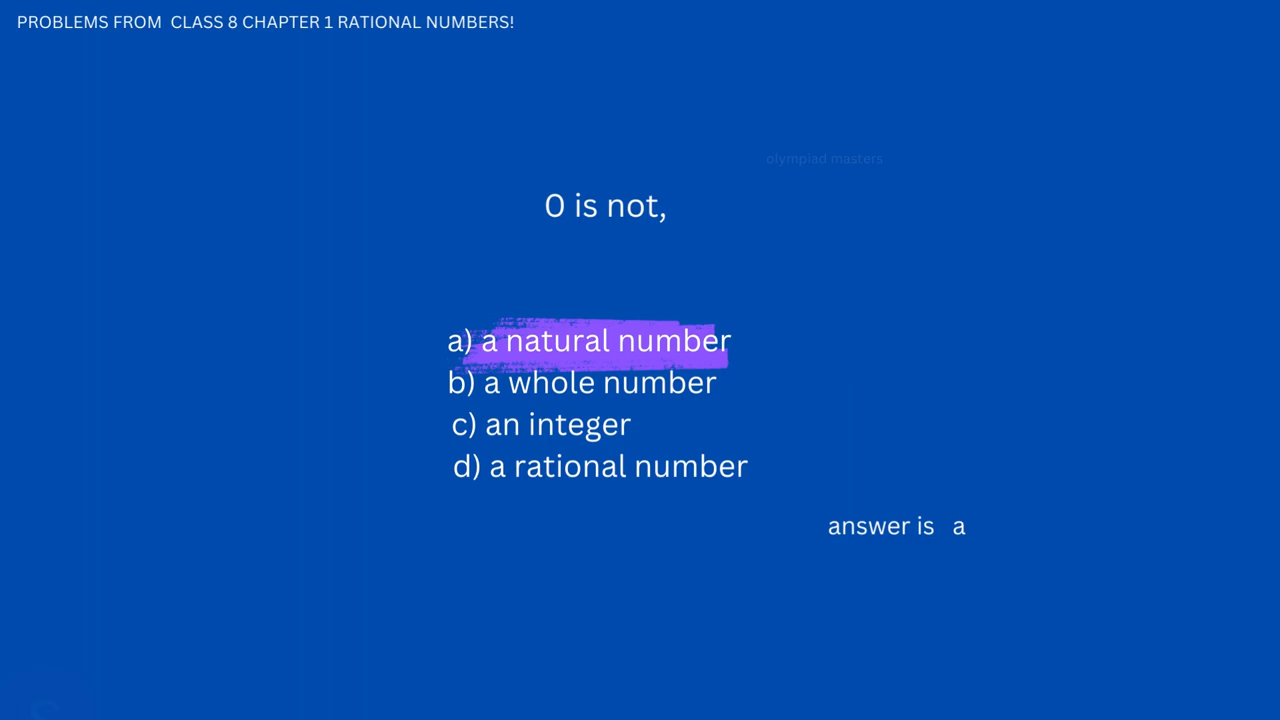 PROBLEMS FROM CLASS 8 CHAPTER 1 RATIONAL NUMBERS!
olympiad masters
0 is not,
a) a natural number
b) a whole number
c) an integer
d) a rational number
answer is a